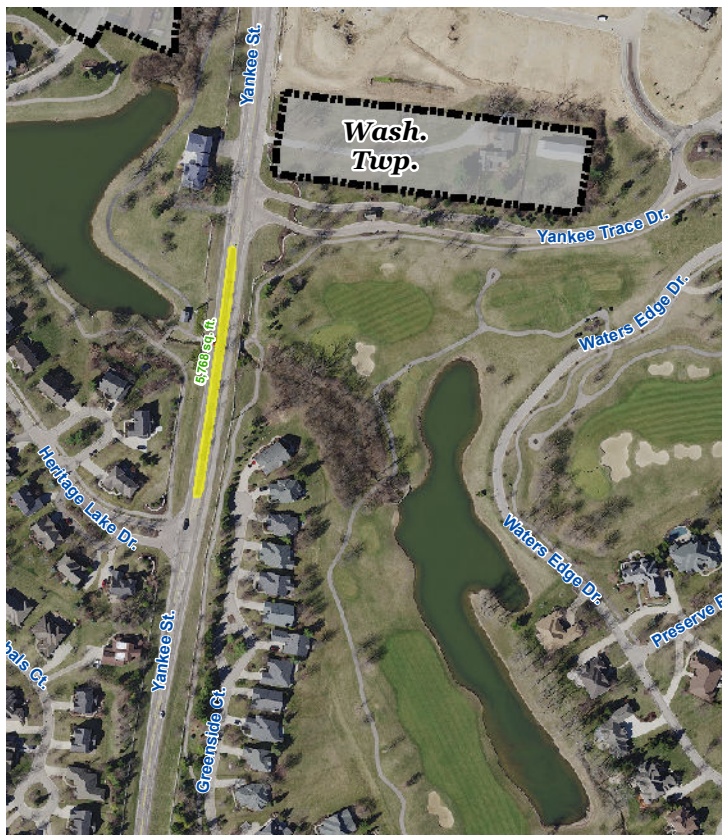 Yankee St.
Wash.
Twp.
Yankee Trace Dr.
Waters Edge Dr.
5,768 sq. ft.
Heritage Lake Dr.
Waters Edge Dr.
Yankee St.
Greenside Ct.
Preserve
Ct.